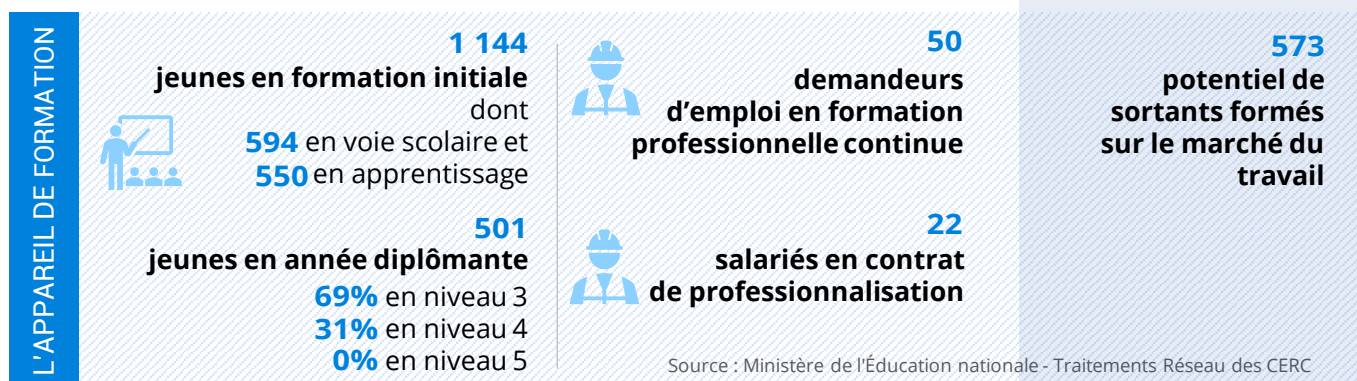 L'APPAREIL DE FORMATION
1 144
jeunes en formation initiale
dont
594 en voie scolaire et
550 en apprentissage
501
jeunes en année diplômante
69% en niveau 3
31% en niveau 4
0% en niveau 5
50
demandeurs
d'emploi en formation
professionnelle continue
22
salariés en contrat
de professionnalisation
573
potentiel de
sortants formés
sur le marché du
travail
Source : Ministère de l'Éducation nationale - Traitements Réseau des CERC